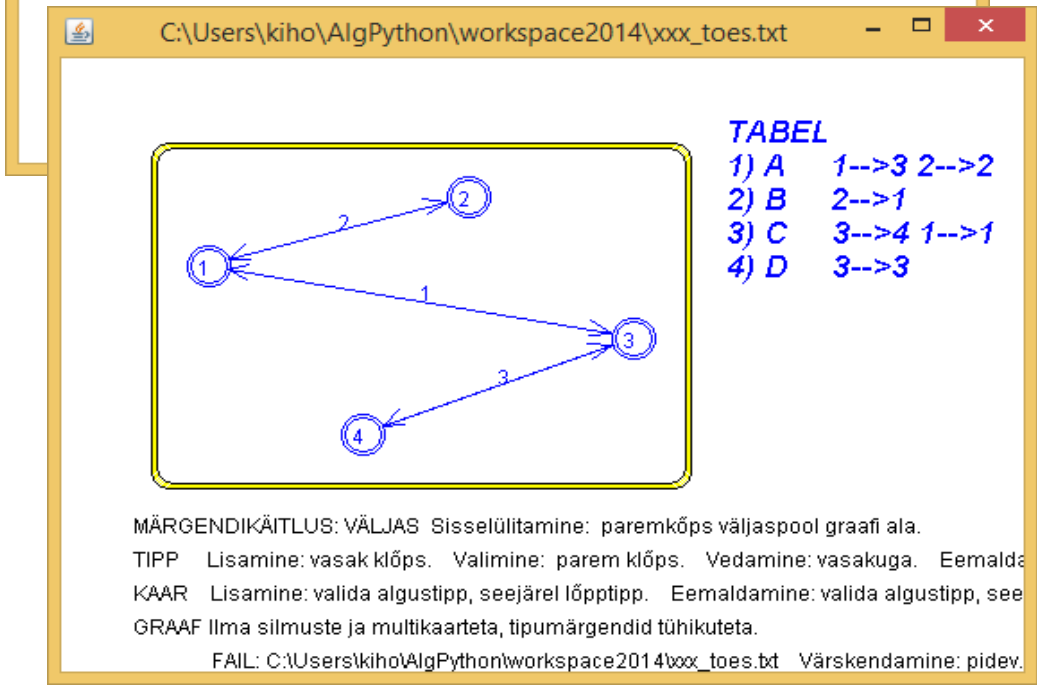 C:\Users\kiho\AlgPython\workspace2014\xxx_toes.txt
TABEL
1) A 1-->3 2-->2
2) B 2-->1
3) C 3-->4 1-->1
4) D 3-->3
2
2
1
1
3
3
4
MÄRGENDIKÄITLUS: VÄLJAS Sisselülitamine: paremkõps väljaspool graafi ala.
TIPP Lisamine: vasak klõps. Valimine: parem klõps. Vedamine: vasakuga. Eemalda
KAAR Lisamine: valida algustipp, seejärel lõpptipp. Eemaldamine: valida algustipp, see
GRAAF Ilma silmuste ja multikaarteta, tipumärgendid tühikuteta.
FAIL: C:\Users\kiho\AlgPython\workspace2014\xxx_toes.txt Värskendamine: pidev.